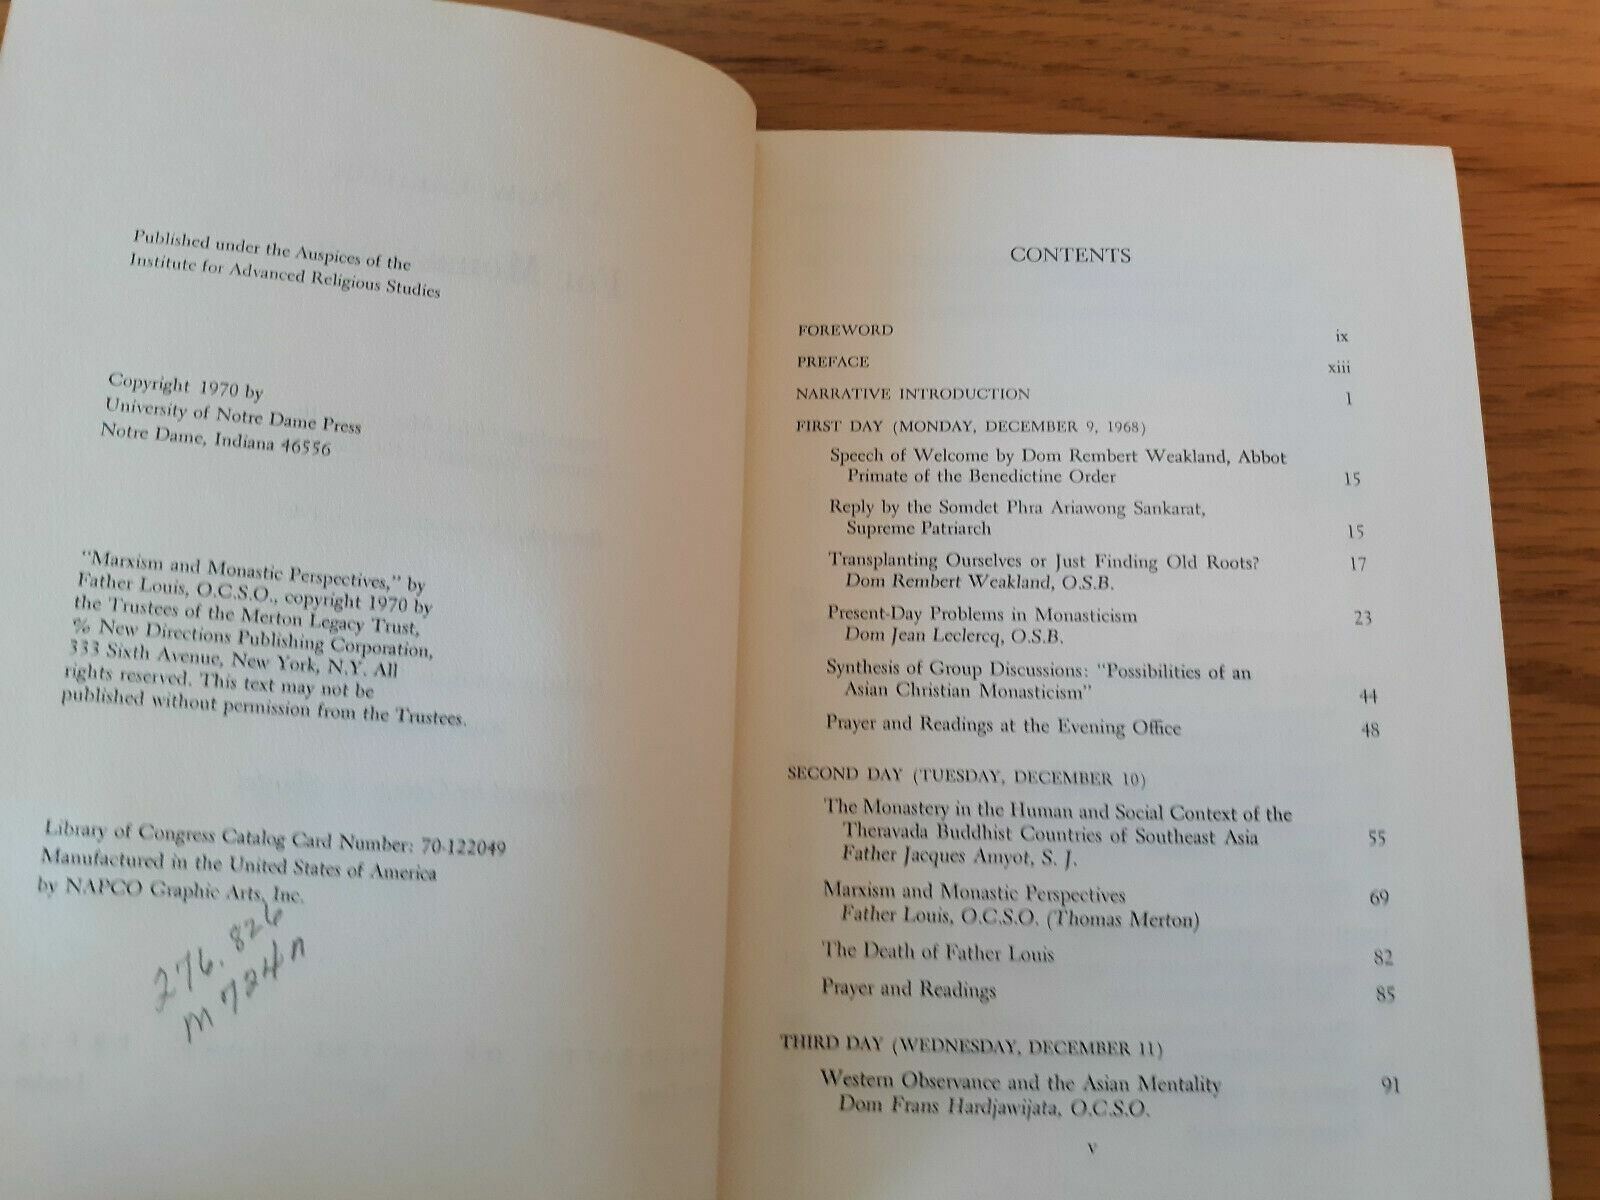 Published under the Auspices of the
Institute for Advanced Religious Studies
Copyright 1970 by
University of Notre Dame Press
Notre Dame, Indiana 46556
"Marxism and Monastic Perspectives," by
Father Louis, O.C.S.O., copyright 1970 by
the Trustees of the Merton Legacy Trust,
℅ New Directions Publishing Corporation,
333 Sixth Avenue, New York, N.Y. All
rights reserved. This text may not be
published without permission from the Trustees.
Library of Congress Catalog Card Number: 70-122049
Manufactured in the United States of America
by NAPCO Graphic Arts, Inc.
276.826
M724n
CONTENTS
FOREWORD ix
PREFACE xiii
NARRATIVE INTRODUCTION 1
FIRST DAY (MONDAY, DECEMBER 9, 1968)
Speech of Welcome by Dom Rembert Weakland, Abbot
Primate of the Benedictine Order 15
Reply by the Somdet Phra Ariawong Sankarat,
Supreme Patriarch 15
Transplanting Ourselves or Just Finding Old Roots? 17
Dom Rembert Weakland, O.S.B.
Present-Day Problems in Monasticism 23
Dom Jean Leclercq, O.S.B.
Synthesis of Group Discussions: "Possibilities of an
Asian Christian Monasticism" 44
Prayer and Readings at the Evening Office 48
SECOND DAY (TUESDAY, DECEMBER 10)
The Monastery in the Human and Social Context of the
Theravada Buddhist Countries of Southeast Asia 55
Father Jacques Amyot, S. J.
Marxism and Monastic Perspectives 69
Father Louis, O.C.S.O. (Thomas Merton)
The Death of Father Louis 82
Prayer and Readings 85
THIRD DAY (WEDNESDAY, DECEMBER 11)
Western Observance and the Asian Mentality 91
Dom Frans Hardjawijata, O.C.S.O.
v